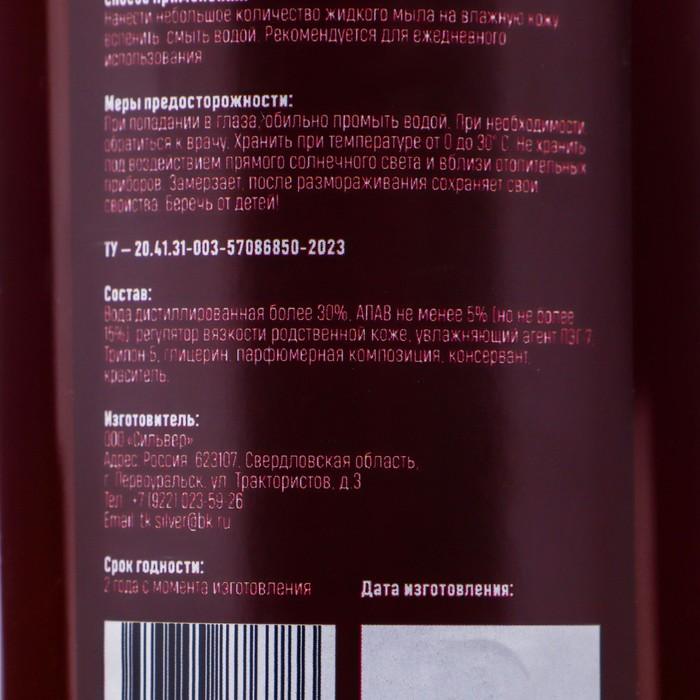 Способ применения:
Нанести небольшое количество жидкого мыла на влажную кожу,
вспенить, смыть водой. Рекомендуется для ежедневного
использования
Меры предосторожности:
При попадании в глаза, обильно промыть водой. При необходимости
обратиться к врачу. Хранить при температуре от 0 до 30° С. Не хранить
под воздействием прямого солнечного света и вблизи отопительных
приборов. Замерзает, после размораживания сохраняет свои
свойства. Беречь от детей!
ТУ – 20.41.31-003-57086850-2023
Состав:
Вода дистиллированная более 30%, АПАВ не менее 5% (но не более
15%), регулятор вязкости родственной коже, увлажняющий агент ПЭГ 7,
Трилон Б, глицерин, парфюмерная композиция, консервант,
краситель.
Изготовитель:
ООО «Сильвер»
Адрес: Россия, 623107, Свердловская область,
г. Первоуральск, ул. Трактористов, д.3
Тел. +7 (922) 023-59-26
Email: tk.silver@bk.ru
Срок годности:
2 года с момента изготовления
Дата изготовления: